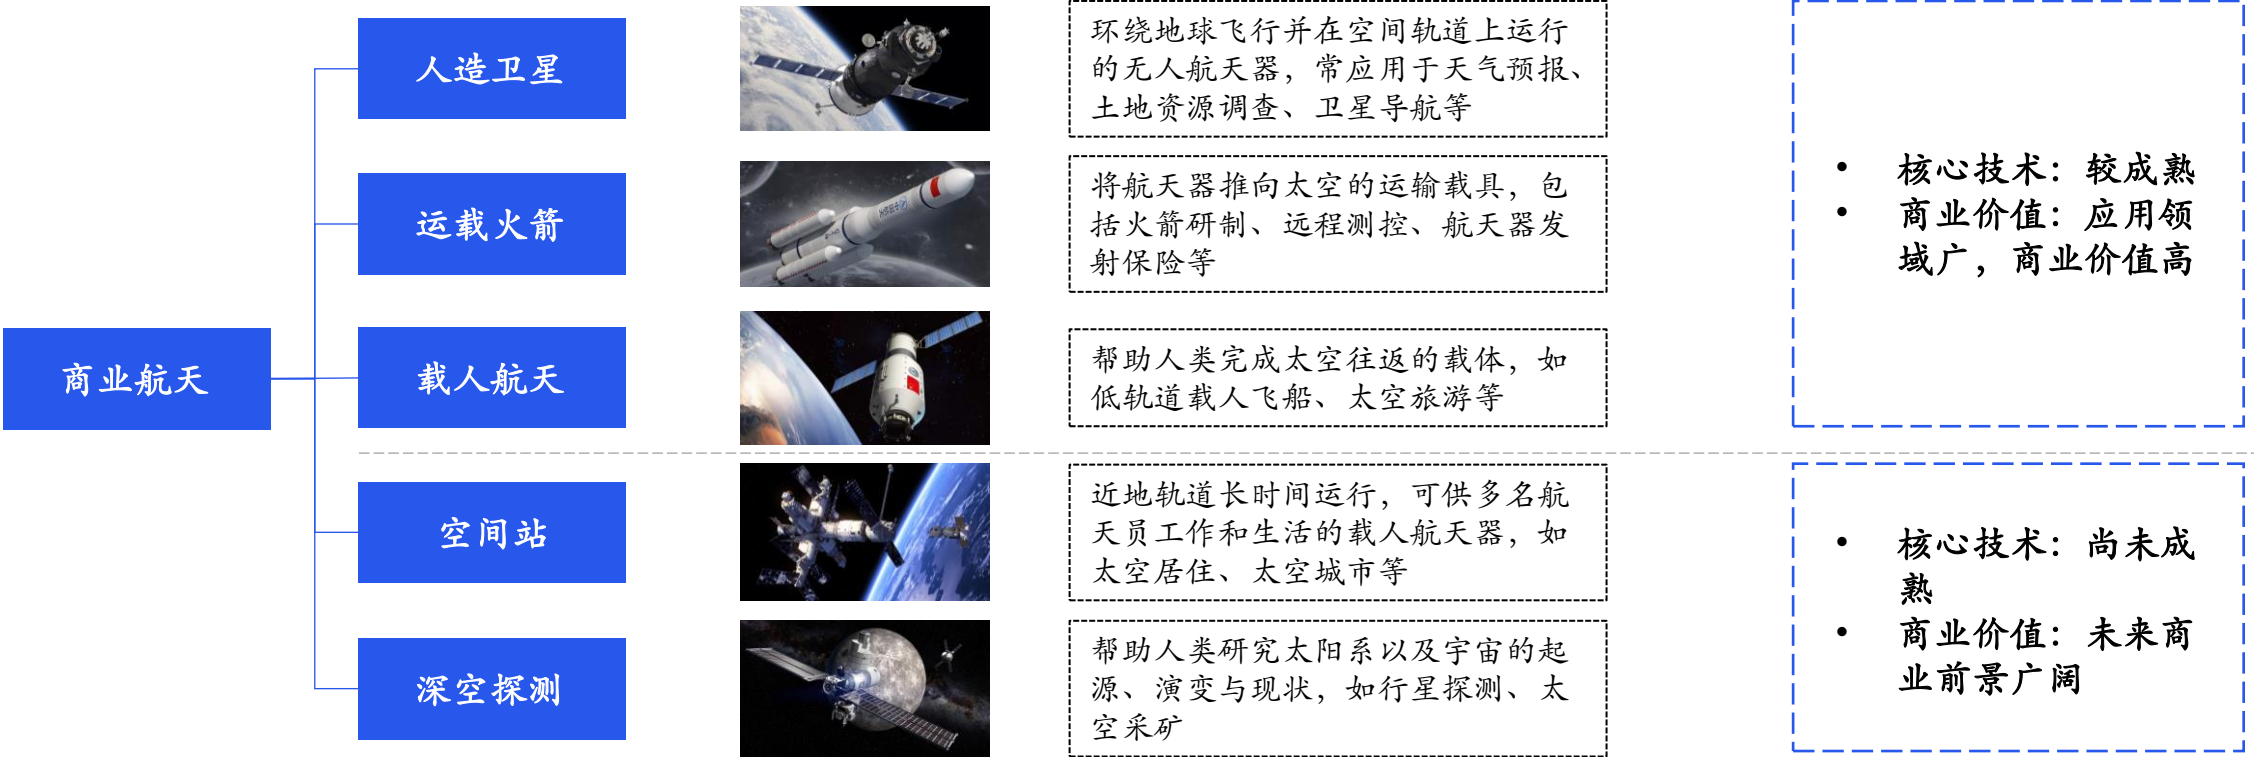 人造卫星
环绕地球飞行并在空间轨道上运行
的无人航天器，常应用于天气预报、
土地资源调查、卫星导航等
运载火箭
将航天器推向太空的运输载具，包
括火箭研制、远程测控、航天器发
射保险等
商业航天
载人航天
帮助人类完成太空往返的载体，如
低轨道载人飞船、太空旅游等
• 核心技术：较成熟
• 商业价值：应用领
域广，商业价值高
空间站
近地轨道长时间运行，可供多名航
天员工作和生活的载人航天器，如
太空居住、太空城市等
深空探测
帮助人类研究太阳系以及宇宙的起
源、演变与现状，如行星探测、太
空采矿
• 核心技术：尚未成
熟
• 商业价值：未来商
业前景广阔